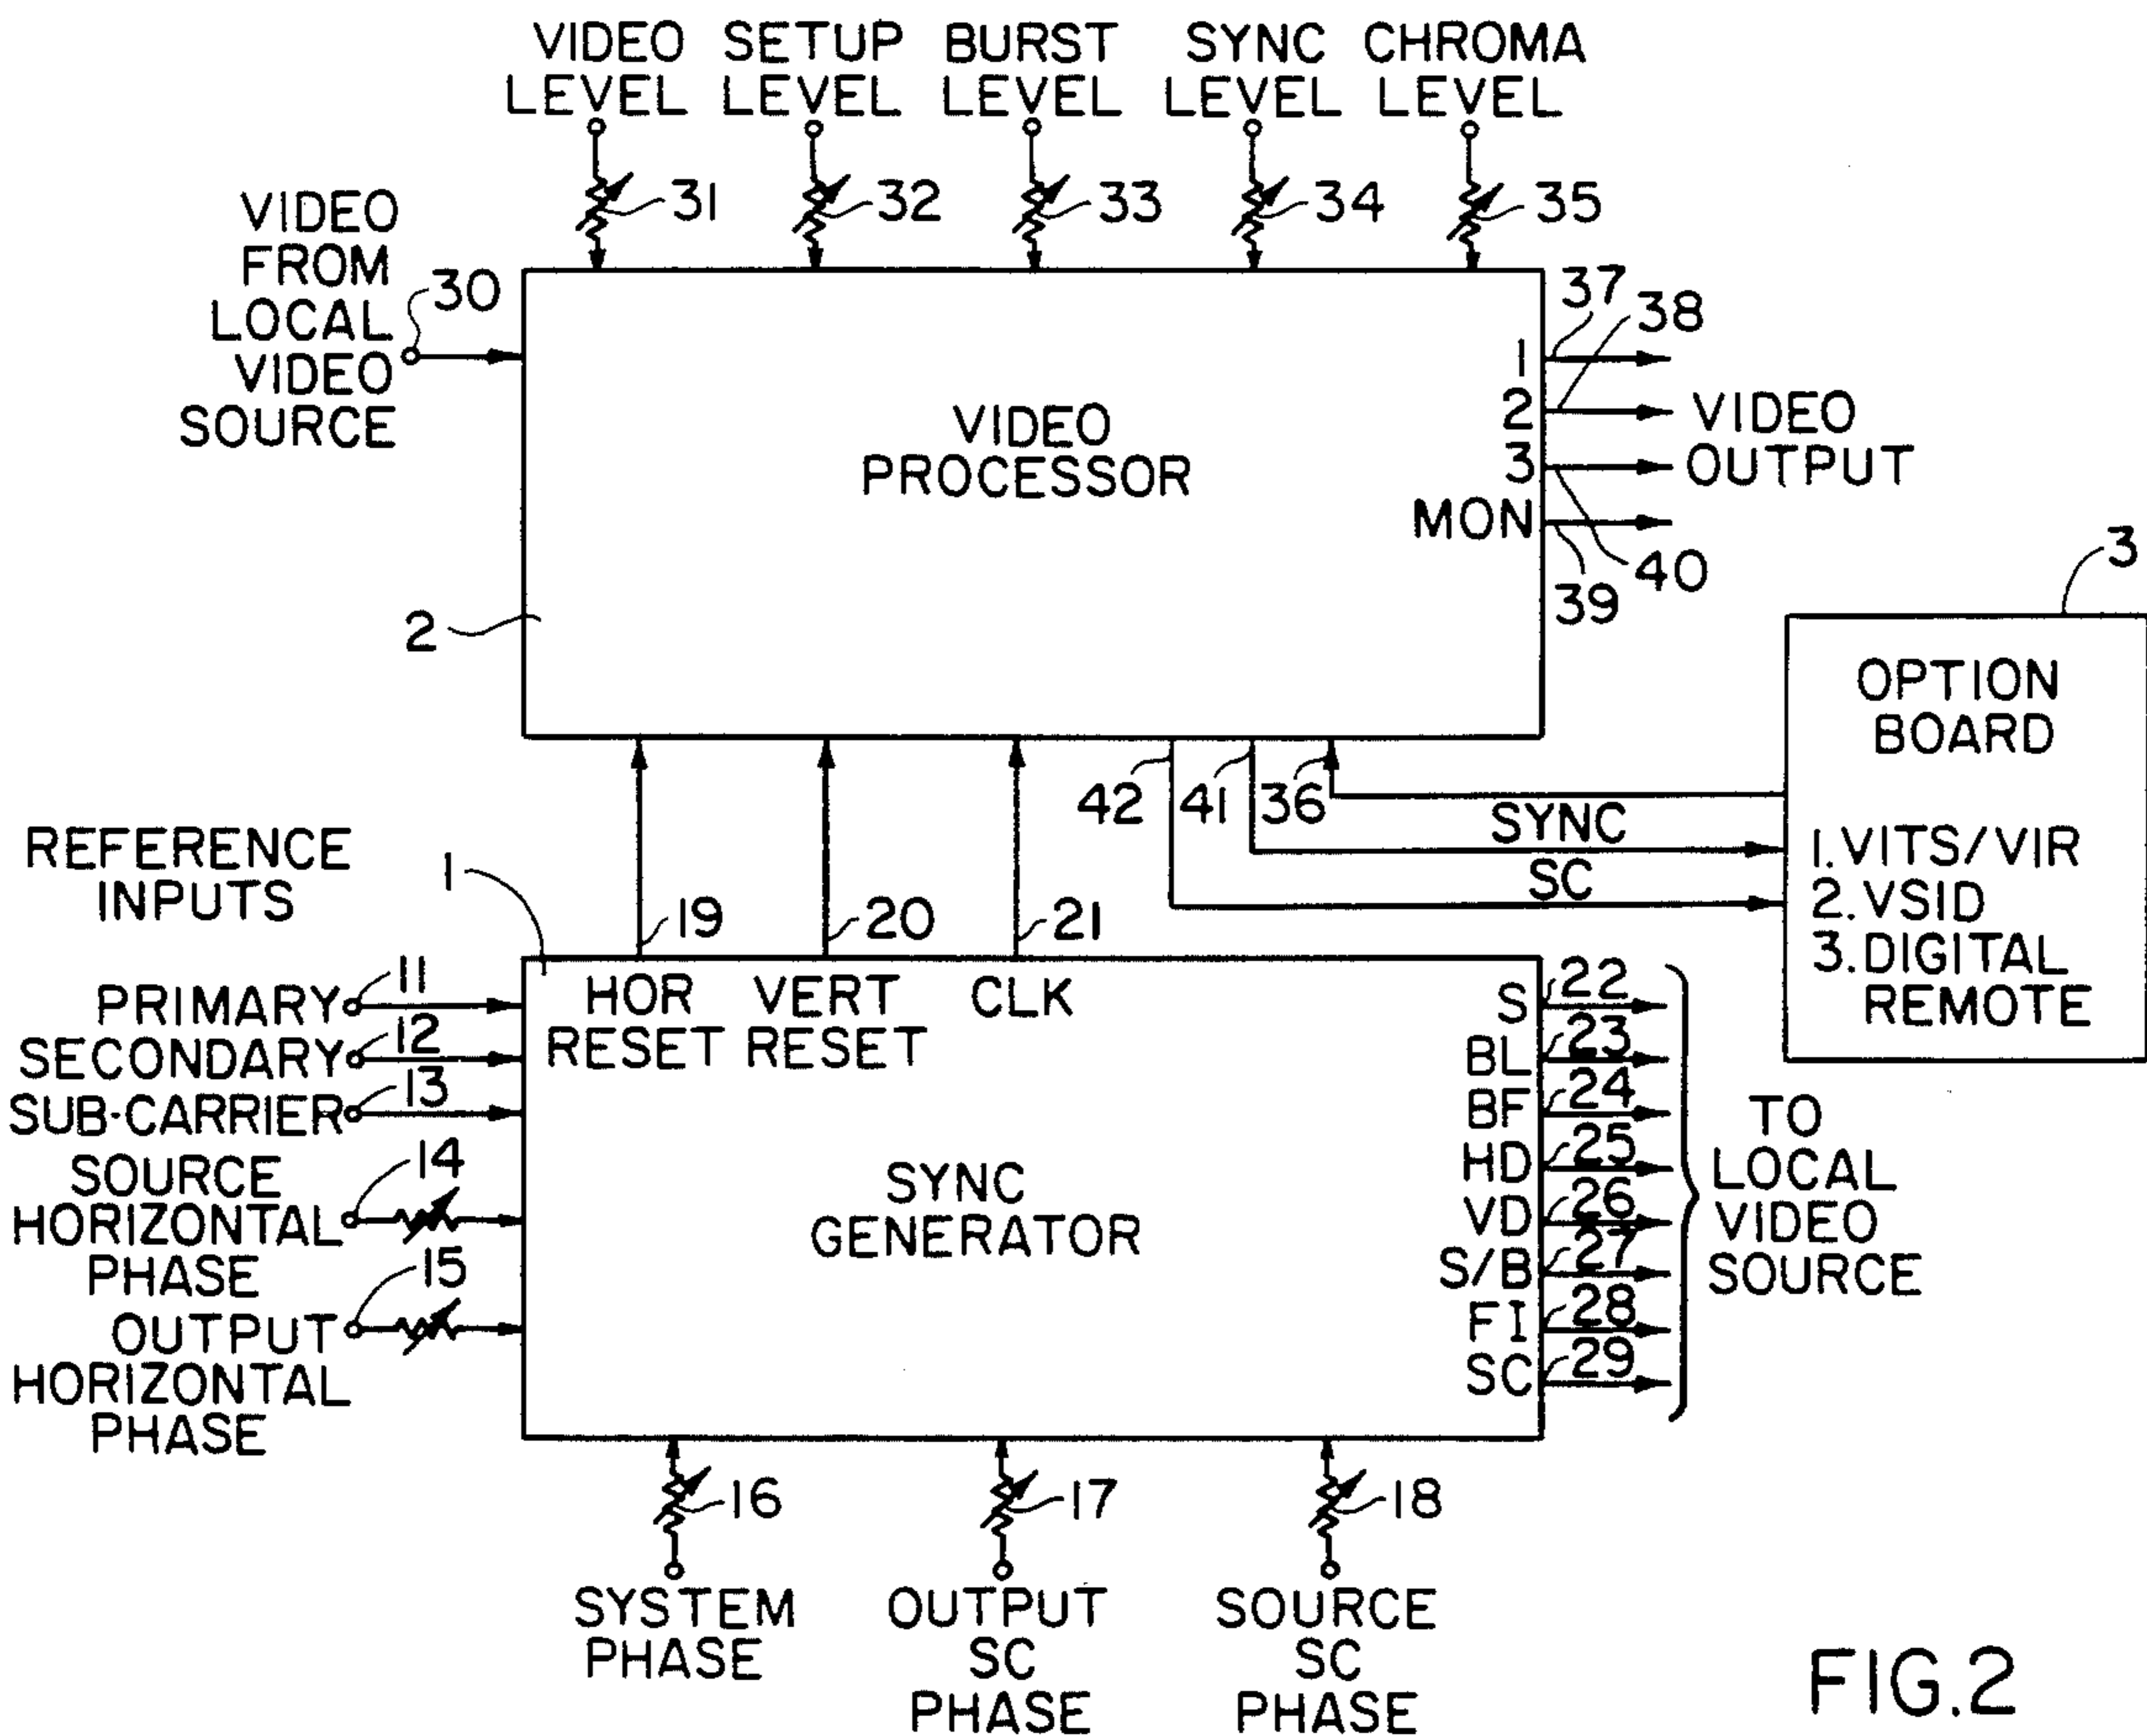 VIDEO SETUP BURST SYNC CHROMA
LEVEL LEVEL LEVEL LEVEL LEVEL
31 32 33 34 35
VIDEO
FROM
LOCAL
VIDEO
SOURCE
30
37
38
1
2
3
MON
VIDEO
OUTPUT
40
39
VIDEO
PROCESSOR
2
3
OPTION
BOARD
1. VITS/VIR
2. VSID
3. DIGITAL
REMOTE
42 41 36
SYNC
SC
REFERENCE
INPUTS
1
19 20 21
HOR VERT CLK
RESET RESET
PRIMARY 11
SECONDARY 12
SUB-CARRIER 13
SOURCE
HORIZONTAL
PHASE
14
OUTPUT
HORIZONTAL
PHASE
15
SYNC
GENERATOR
S 22
BL 23
BF 24
HD 25
VD 26
S/B 27
FI 28
SC 29
TO
LOCAL
VIDEO
SOURCE
16 17 18
SYSTEM
PHASE
OUTPUT
SC
PHASE
SOURCE
SC
PHASE
FIG.2